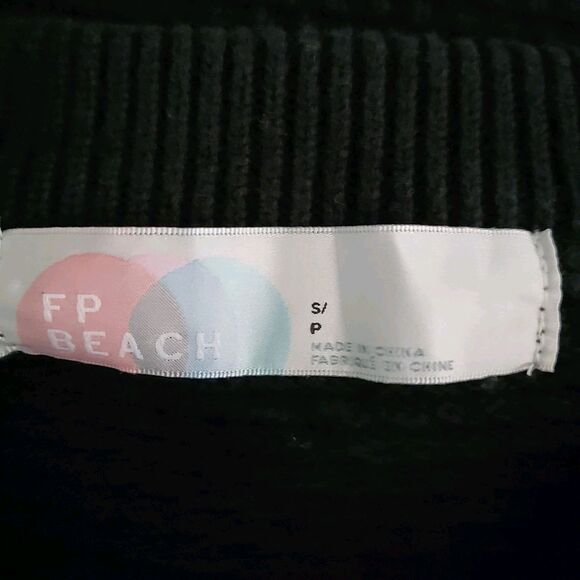 FP
BEACH
S/
P
MADE IN CHINA
FABRIQUÉ EN CHINE